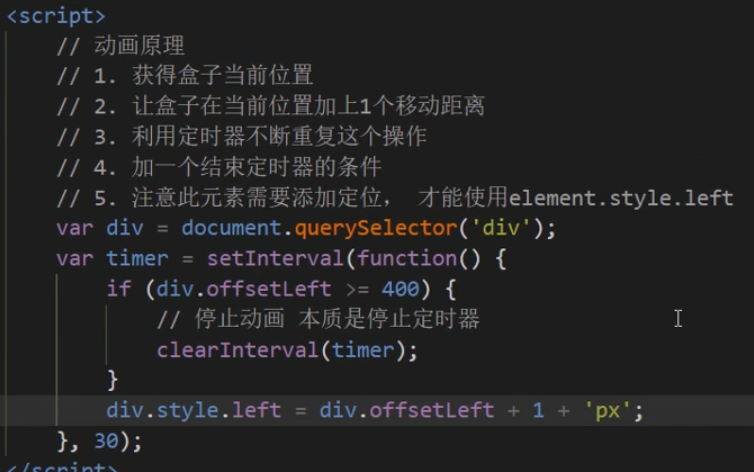 <script>
// 动画原理
// 1. 获得盒子当前位置
// 2. 让盒子在当前位置加上1个移动距离
// 3. 利用定时器不断重复这个操作
// 4. 加一个结束定时器的条件
// 5. 注意此元素需要添加定位， 才能使用element.style.left
var div = document.querySelector('div');
var timer = setInterval(function() {
if (div.offsetLeft >= 400) {
// 停止动画 本质是停止定时器
clearInterval(timer);
}
div.style.left = div.offsetLeft + 1 + 'px';
}, 30);
</script>